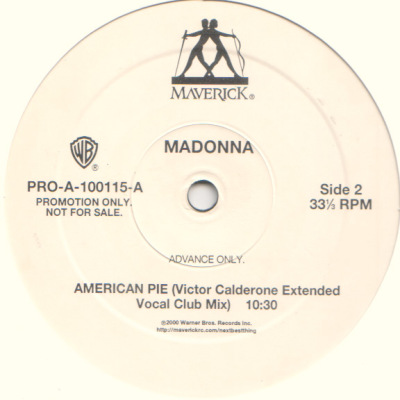 MAVERICK®
MADONNA
WB®
PRO-A-100115-A
PROMOTION ONLY.
NOT FOR SALE.
Side 2
33⅓ RPM
ADVANCE ONLY.
AMERICAN PIE (Victor Calderone Extended
Vocal Club Mix) 10:30
©2000 Warner Bros. Records Inc.
http://maverickrc.com/nextbestthing